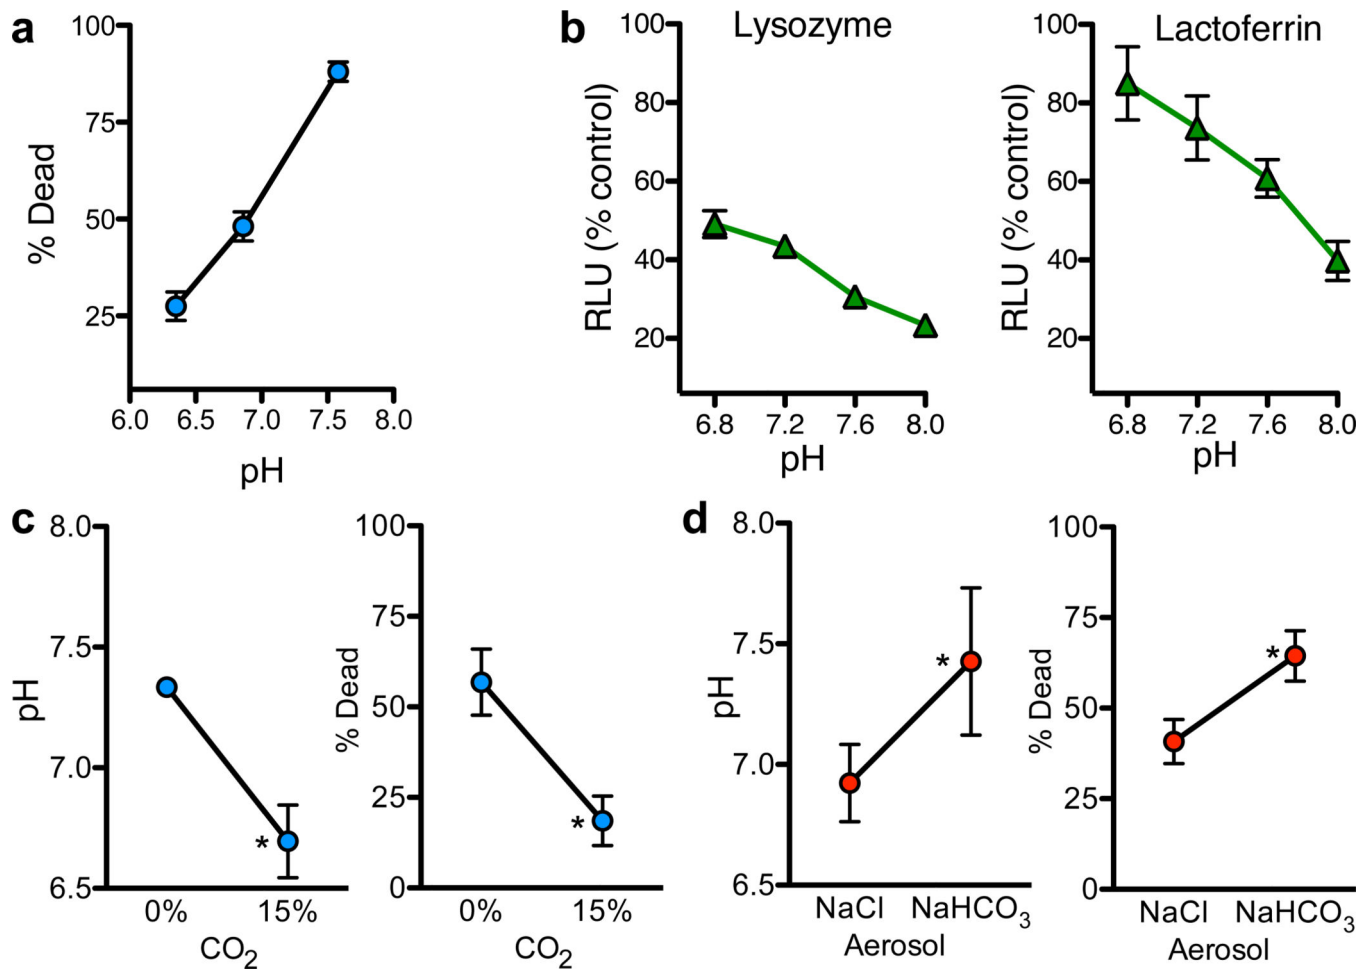 a
100
75
50
25
% Dead
6.0 6.5 7.0 7.5 8.0
pH
b
Lysozyme
100
80
60
40
20
RLU (% control)
6.8 7.2 7.6 8.0
pH
Lactoferrin
100
80
60
40
20
RLU (% control)
6.8 7.2 7.6 8.0
pH
c
8.0
7.5
7.0
6.5
pH
*
0% 15%
CO₂
100
75
50
25
0
% Dead
*
0% 15%
CO₂
d
8.0
7.5
7.0
6.5
pH
*
NaCl NaHCO₃
Aerosol
100
75
50
25
0
% Dead
*
NaCl NaHCO₃
Aerosol